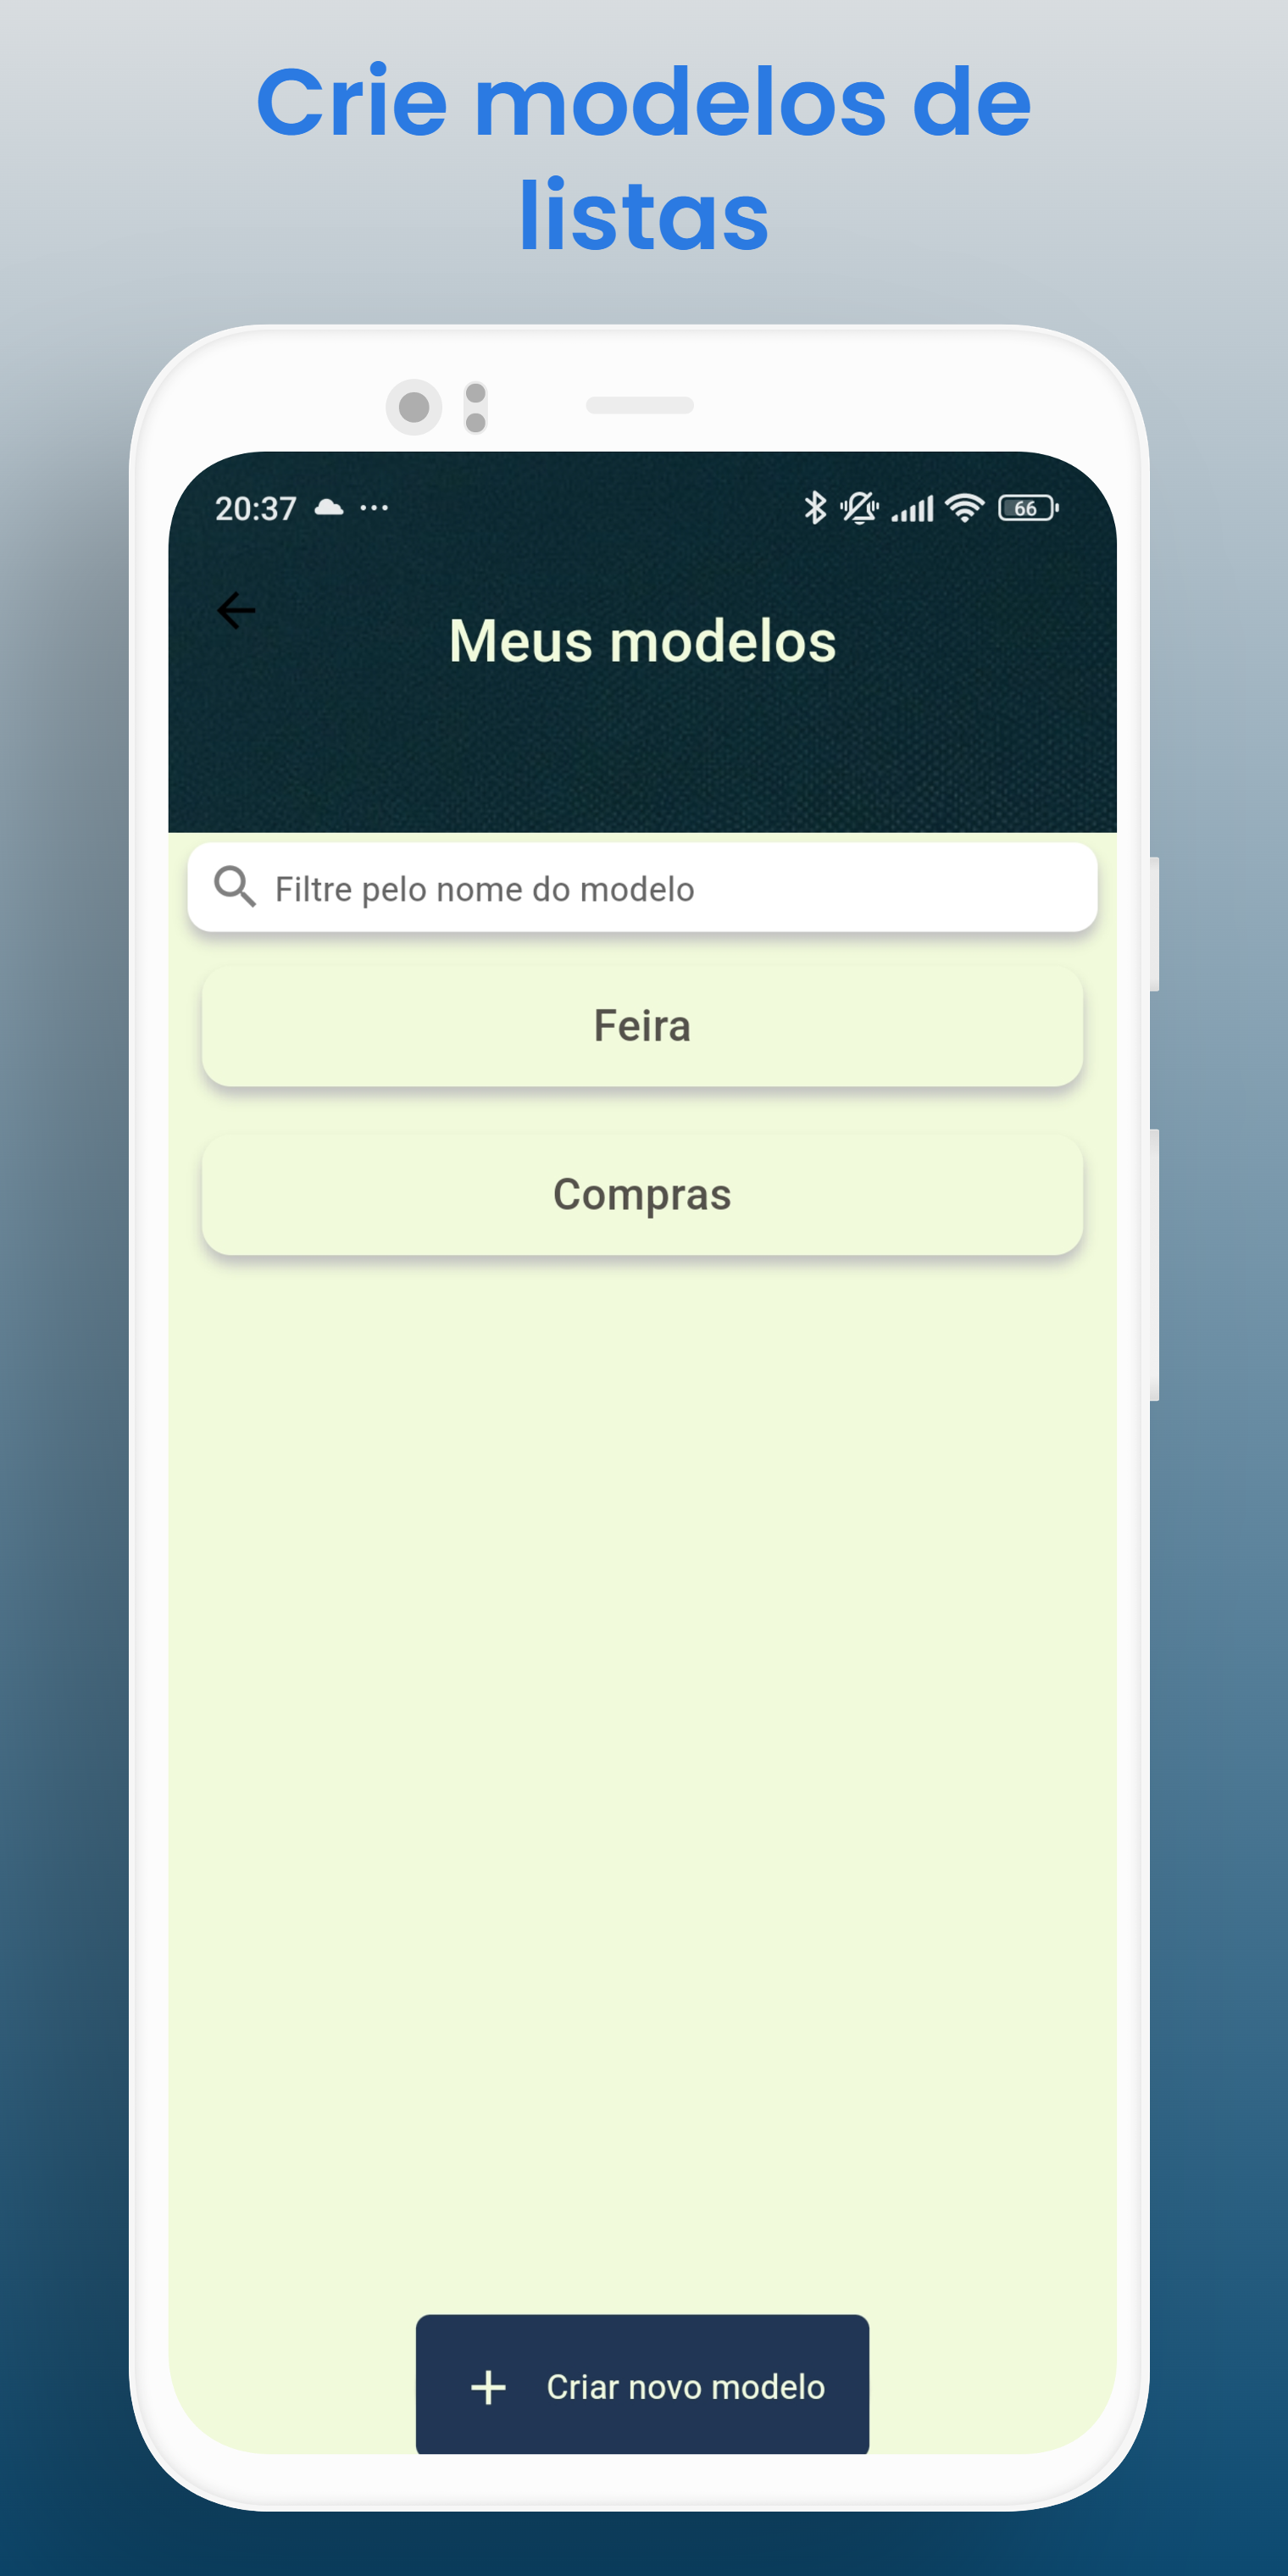 Crie modelos de
listas
20:37
66
Meus modelos
Filtre pelo nome do modelo
Feira
Compras
+ Criar novo modelo